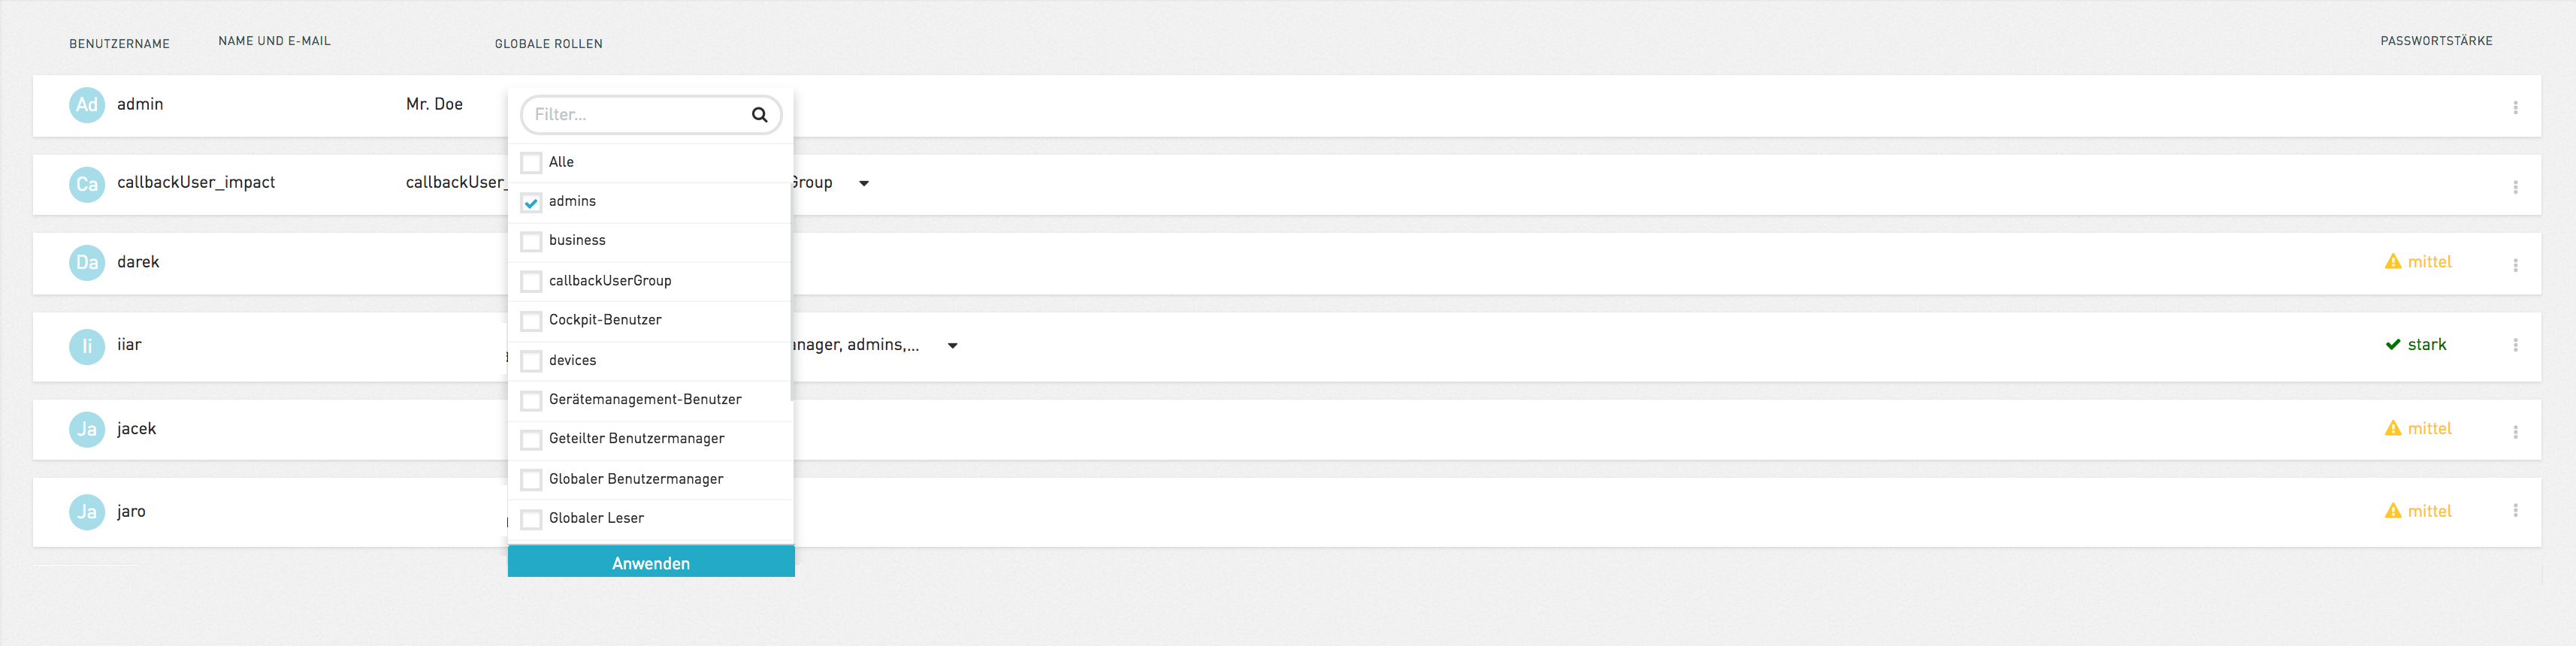 BENUTZERNAME NAME UND E-MAIL GLOBALE ROLLEN PASSWORTSTÄRKE
Ad admin Mr. Doe
Filter...
Alle
Ca callbackUser_impact callbackUser_ Group
admins
business
Da darek mittel
callbackUserGroup
Cockpit-Benutzer
Ii iiar anager, admins,... stark
devices
Gerätemanagement-Benutzer
Ja jacek mittel
Geteilter Benutzermanager
Globaler Benutzermanager
Ja jaro mittel
Globaler Leser
Anwenden